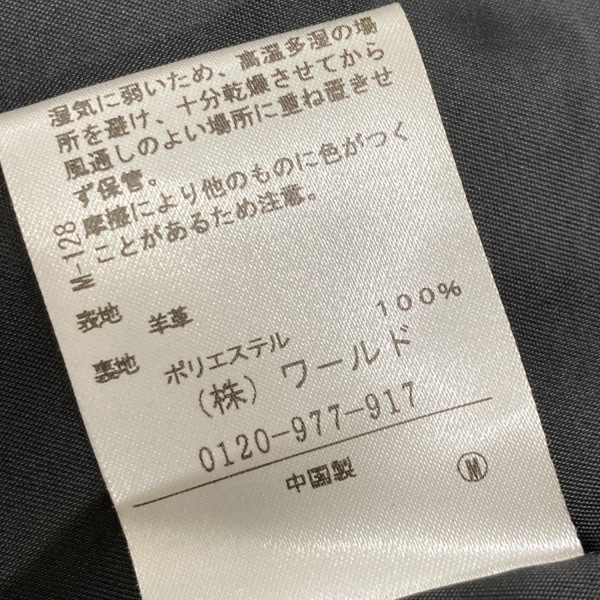 湿気に弱いため、高温多湿の場
所を避け、十分乾燥させてから
風通しのよい場所に重ね置きせ
ず保管。
摩擦により他のものに色がつく
ことがあるため注意。
M-128
表地 羊革
裏地 ポリエステル 100%
(株) ワールド
0120-977-917
中国製 M